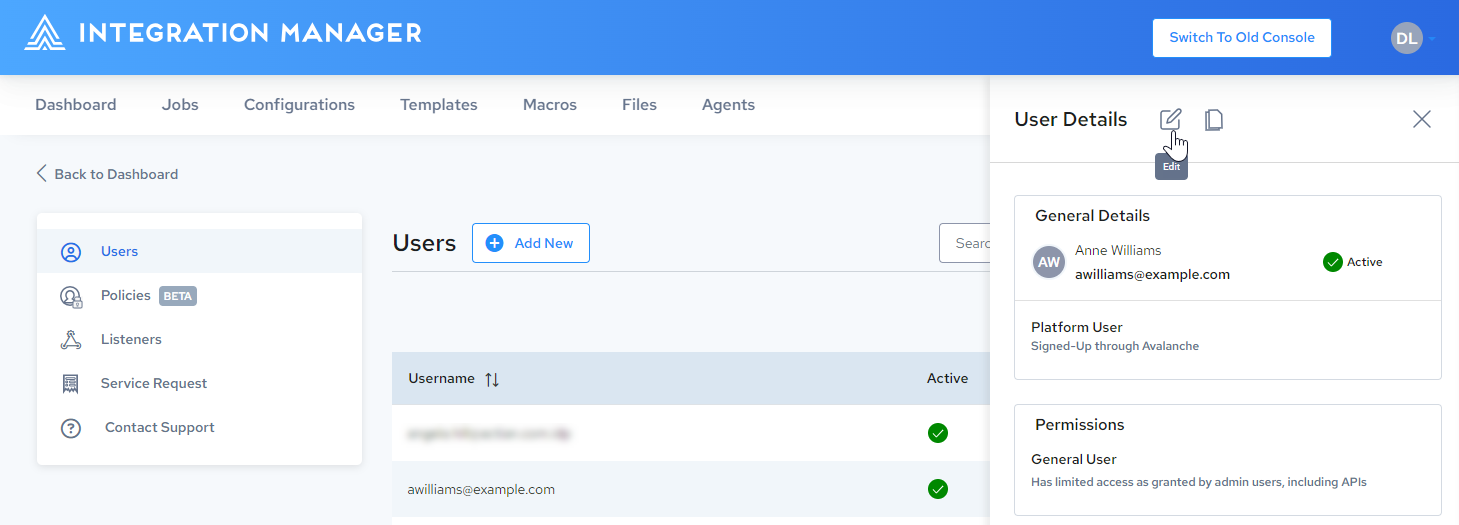 INTEGRATION MANAGER
Switch To Old Console
DL
Dashboard Jobs Configurations Templates Macros Files Agents
Back to Dashboard
Users
Policies BETA
Listeners
Service Request
Contact Support
Users
Add New
Searc
Username
Active
awilliams@example.com
User Details
Edit
General Details
AW
Anne Williams
awilliams@example.com
Active
Platform User
Signed-Up through Avalanche
Permissions
General User
Has limited access as granted by admin users, including APIs